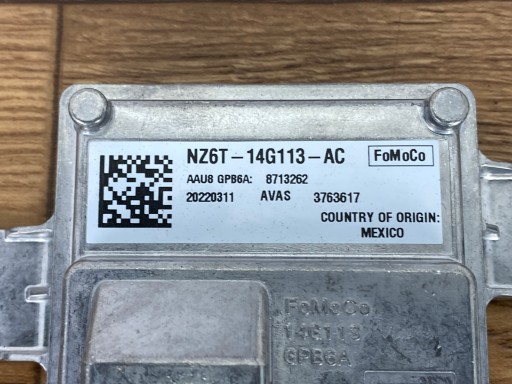 NZ6T-14G113-AC FoMoCo
AAU8 GPB6A: 8713262
20220311 AVAS 3763617
COUNTRY OF ORIGIN:
MEXICO
FoMoCo
14G113
GPB6A